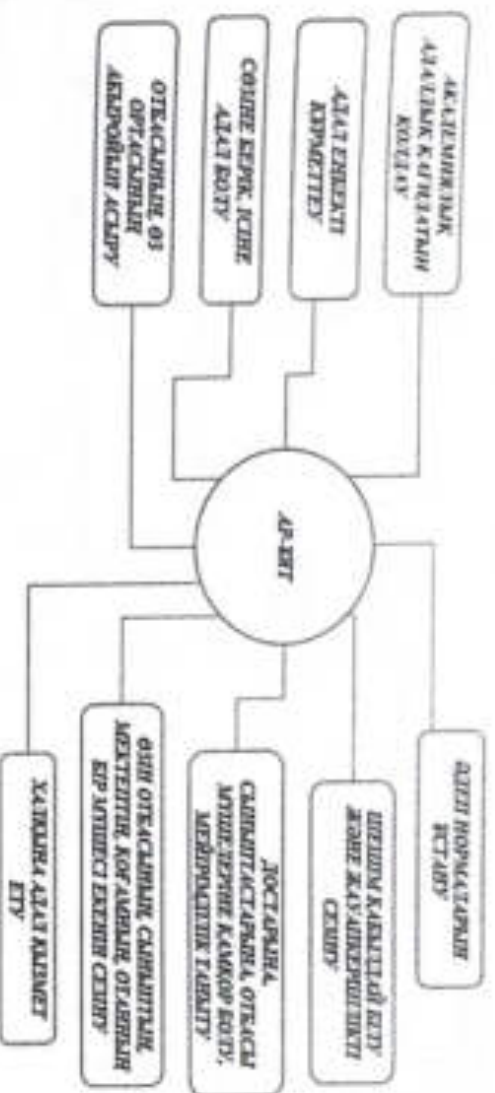 АКАДЕМИЯЛЫҚ
АДАЛДЫҚ ҚАҒИДАТЫН
ҚОЛДАУ
АДАЛ ЕҢБЕКТІ
ҚҰРМЕТТЕУ
СӨЗІНЕ БЕРІК, ІСІНЕ
АДАЛ БОЛУ
ОТБАСЫНЫҢ, ӨЗ
ОРТАСЫНЫҢ
АБЫРОЙЫН АСЫРУ
АР-ҰЯТ
ӘДЕП НОРМАЛАРЫН
ҰСТАНУ
ШЕШІМ ҚАБЫЛДАЙ БІЛУ
ЖӘНЕ ЖАУАПКЕРШІЛІКТІ
СЕЗІНУ
ДОСТАРЫНА,
СЫНЫПТАСТАРЫНА, ОТБАСЫ
МҮШЕЛЕРІНЕ ҚАМҚОР БОЛУ,
МЕЙІРІМДІЛІК ТАНЫТУ
ӨЗІН ОТБАСЫНЫҢ, СЫНЫПТЫҢ,
МЕКТЕПТІҢ, ҚОҒАМНЫҢ, ОТАННЫҢ
БІР МҮШЕСІ ЕКЕНІН СЕЗІНУ
ХАЛҚЫНА АДАЛ ҚЫЗМЕТ
ЕТУ